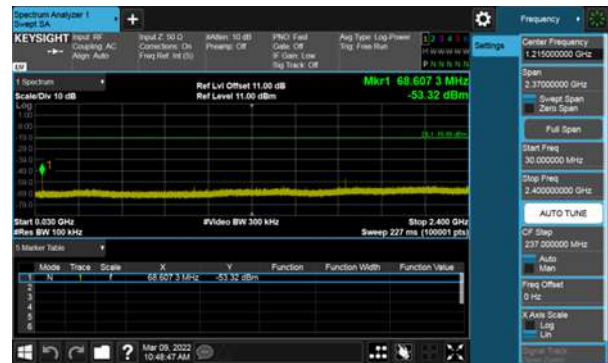 Spectrum Analyzer 1
Swept SA
Frequency
KEYSIGHT
Input: RF
Coupling: AC
Align: Auto
Input Z: 50 Ω
Corrections: On
Freq Ref: Int (S)
#Atten: 10 dB
Preamp: Off
PNO: Fast
Gate: Off
IF Gain: Low
Sig Track: Off
Avg Type: Log-Power
Trig: Free Run
1 2 3 4 5 6
Settings
Center Frequency
1.215000000 GHz
Span
2.37000000 GHz
Swept Span
Zero Span
Full Span
Start Freq
30.000000 MHz
Stop Freq
2.400000000 GHz
AUTO TUNE
CF Step
237.000000 MHz
Auto
Man
Freq Offset
0 Hz
X Axis Scale
Log
Lin
Signal Track
1 Spectrum
Scale/Div 10 dB
Ref Lvl Offset 11.00 dB
Ref Level 11.00 dBm
Mkr1 68.607 3 MHz
-53.32 dBm
Log
1.00
1
Start 0.030 GHz
#Res BW 100 kHz
#Video BW 300 kHz
Stop 2.400 GHz
Sweep 227 ms (100001 pts)
5 Marker Table
Mode Trace Scale X Y Function Function Width Function Value
1 N 1 f 68.607 3 MHz -53.32 dBm
2
3
4
5
6
Mar 09, 2022
10:48:47 AM